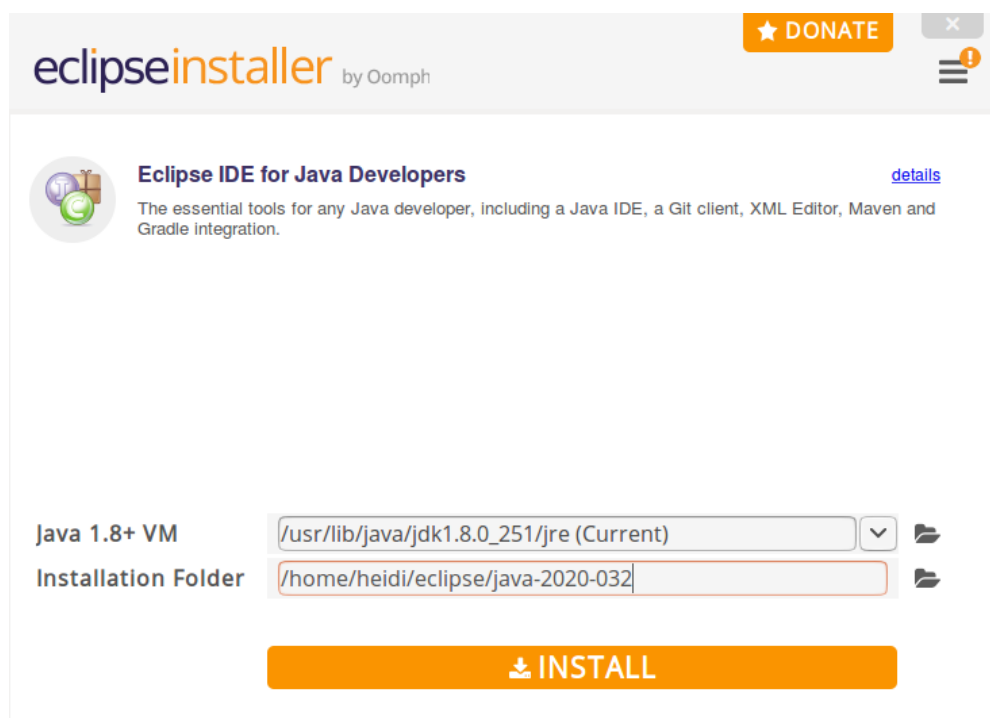 DONATE
eclipseinstaller by Oomph
Eclipse IDE for Java Developers
details
The essential tools for any Java developer, including a Java IDE, a Git client, XML Editor, Maven and
Gradle integration.
Java 1.8+ VM
/usr/lib/java/jdk1.8.0_251/jre (Current)
Installation Folder
/home/heidi/eclipse/java-2020-032
INSTALL